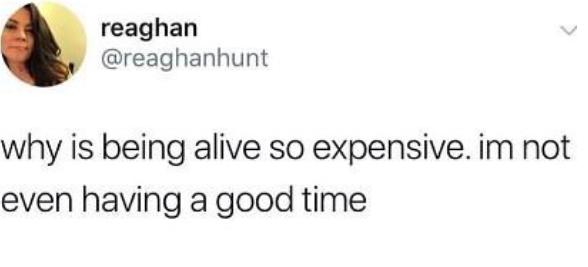 reaghan
@reaghanhunt
why is being alive so expensive. im not
even having a good time